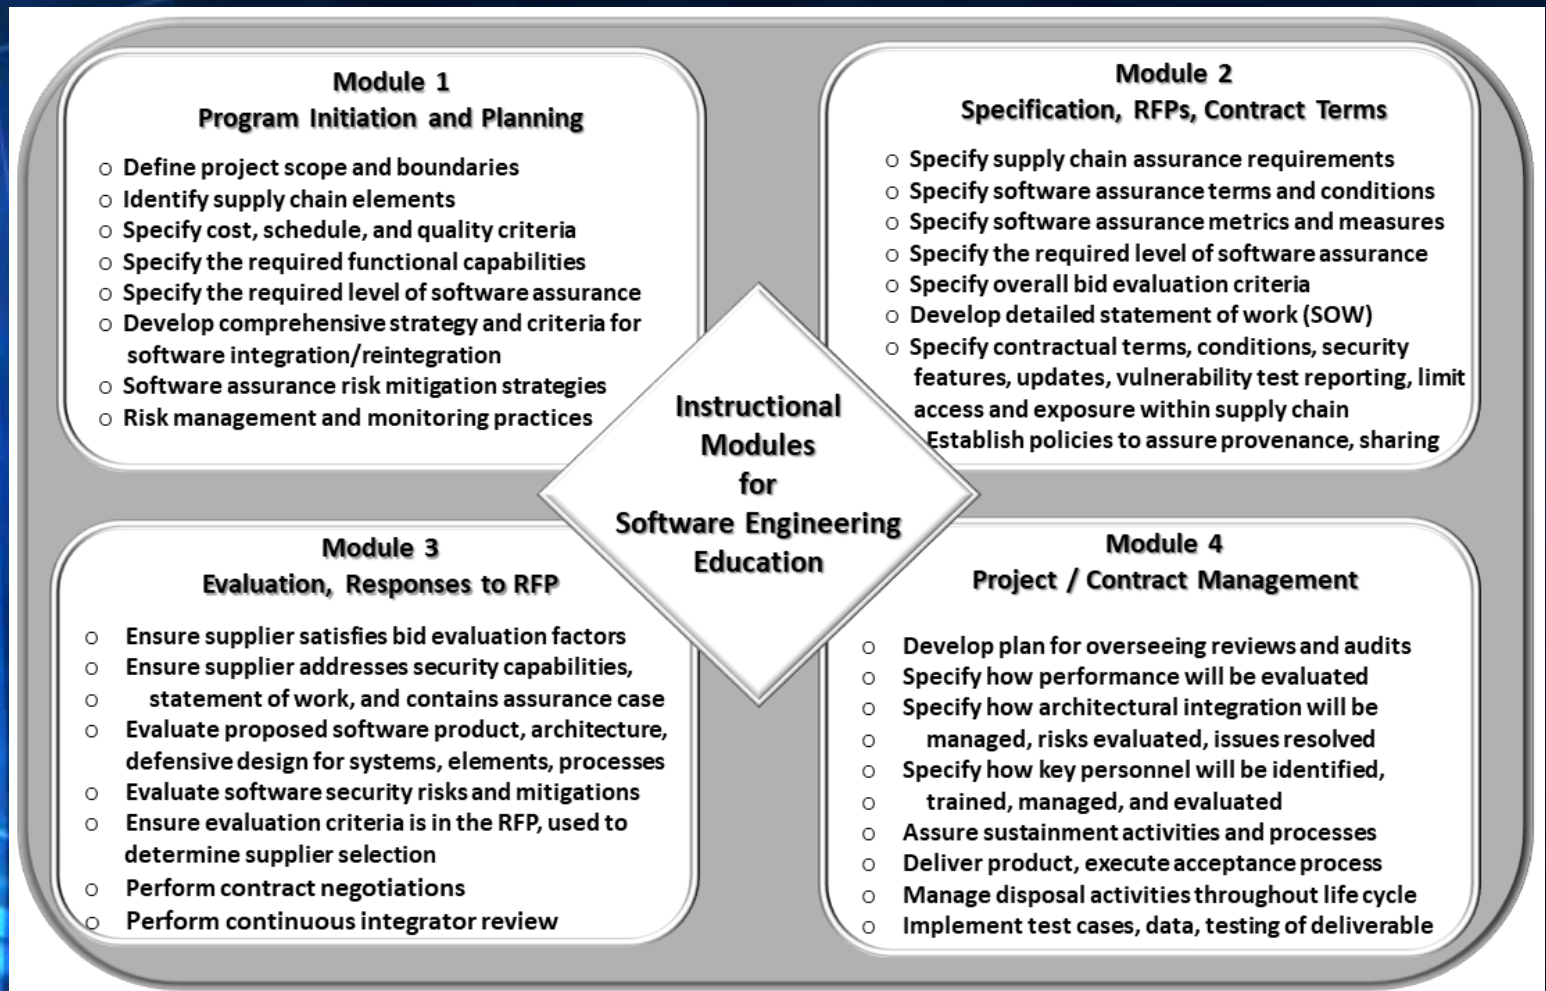 Module 1
Program Initiation and Planning
○ Define project scope and boundaries
○ Identify supply chain elements
○ Specify cost, schedule, and quality criteria
○ Specify the required functional capabilities
○ Specify the required level of software assurance
○ Develop comprehensive strategy and criteria for
software integration/reintegration
○ Software assurance risk mitigation strategies
○ Risk management and monitoring practices
Module 2
Specification, RFPs, Contract Terms
○ Specify supply chain assurance requirements
○ Specify software assurance terms and conditions
○ Specify software assurance metrics and measures
○ Specify the required level of software assurance
○ Specify overall bid evaluation criteria
○ Develop detailed statement of work (SOW)
○ Specify contractual terms, conditions, security
features, updates, vulnerability test reporting, limit
access and exposure within supply chain
Establish policies to assure provenance, sharing
Instructional
Modules
for
Software Engineering
Education
Module 3
Evaluation, Responses to RFP
○ Ensure supplier satisfies bid evaluation factors
○ Ensure supplier addresses security capabilities,
○ statement of work, and contains assurance case
○ Evaluate proposed software product, architecture,
defensive design for systems, elements, processes
○ Evaluate software security risks and mitigations
○ Ensure evaluation criteria is in the RFP, used to
determine supplier selection
○ Perform contract negotiations
○ Perform continuous integrator review
Module 4
Project / Contract Management
○ Develop plan for overseeing reviews and audits
○ Specify how performance will be evaluated
○ Specify how architectural integration will be
○ managed, risks evaluated, issues resolved
○ Specify how key personnel will be identified,
○ trained, managed, and evaluated
○ Assure sustainment activities and processes
○ Deliver product, execute acceptance process
○ Manage disposal activities throughout life cycle
○ Implement test cases, data, testing of deliverable